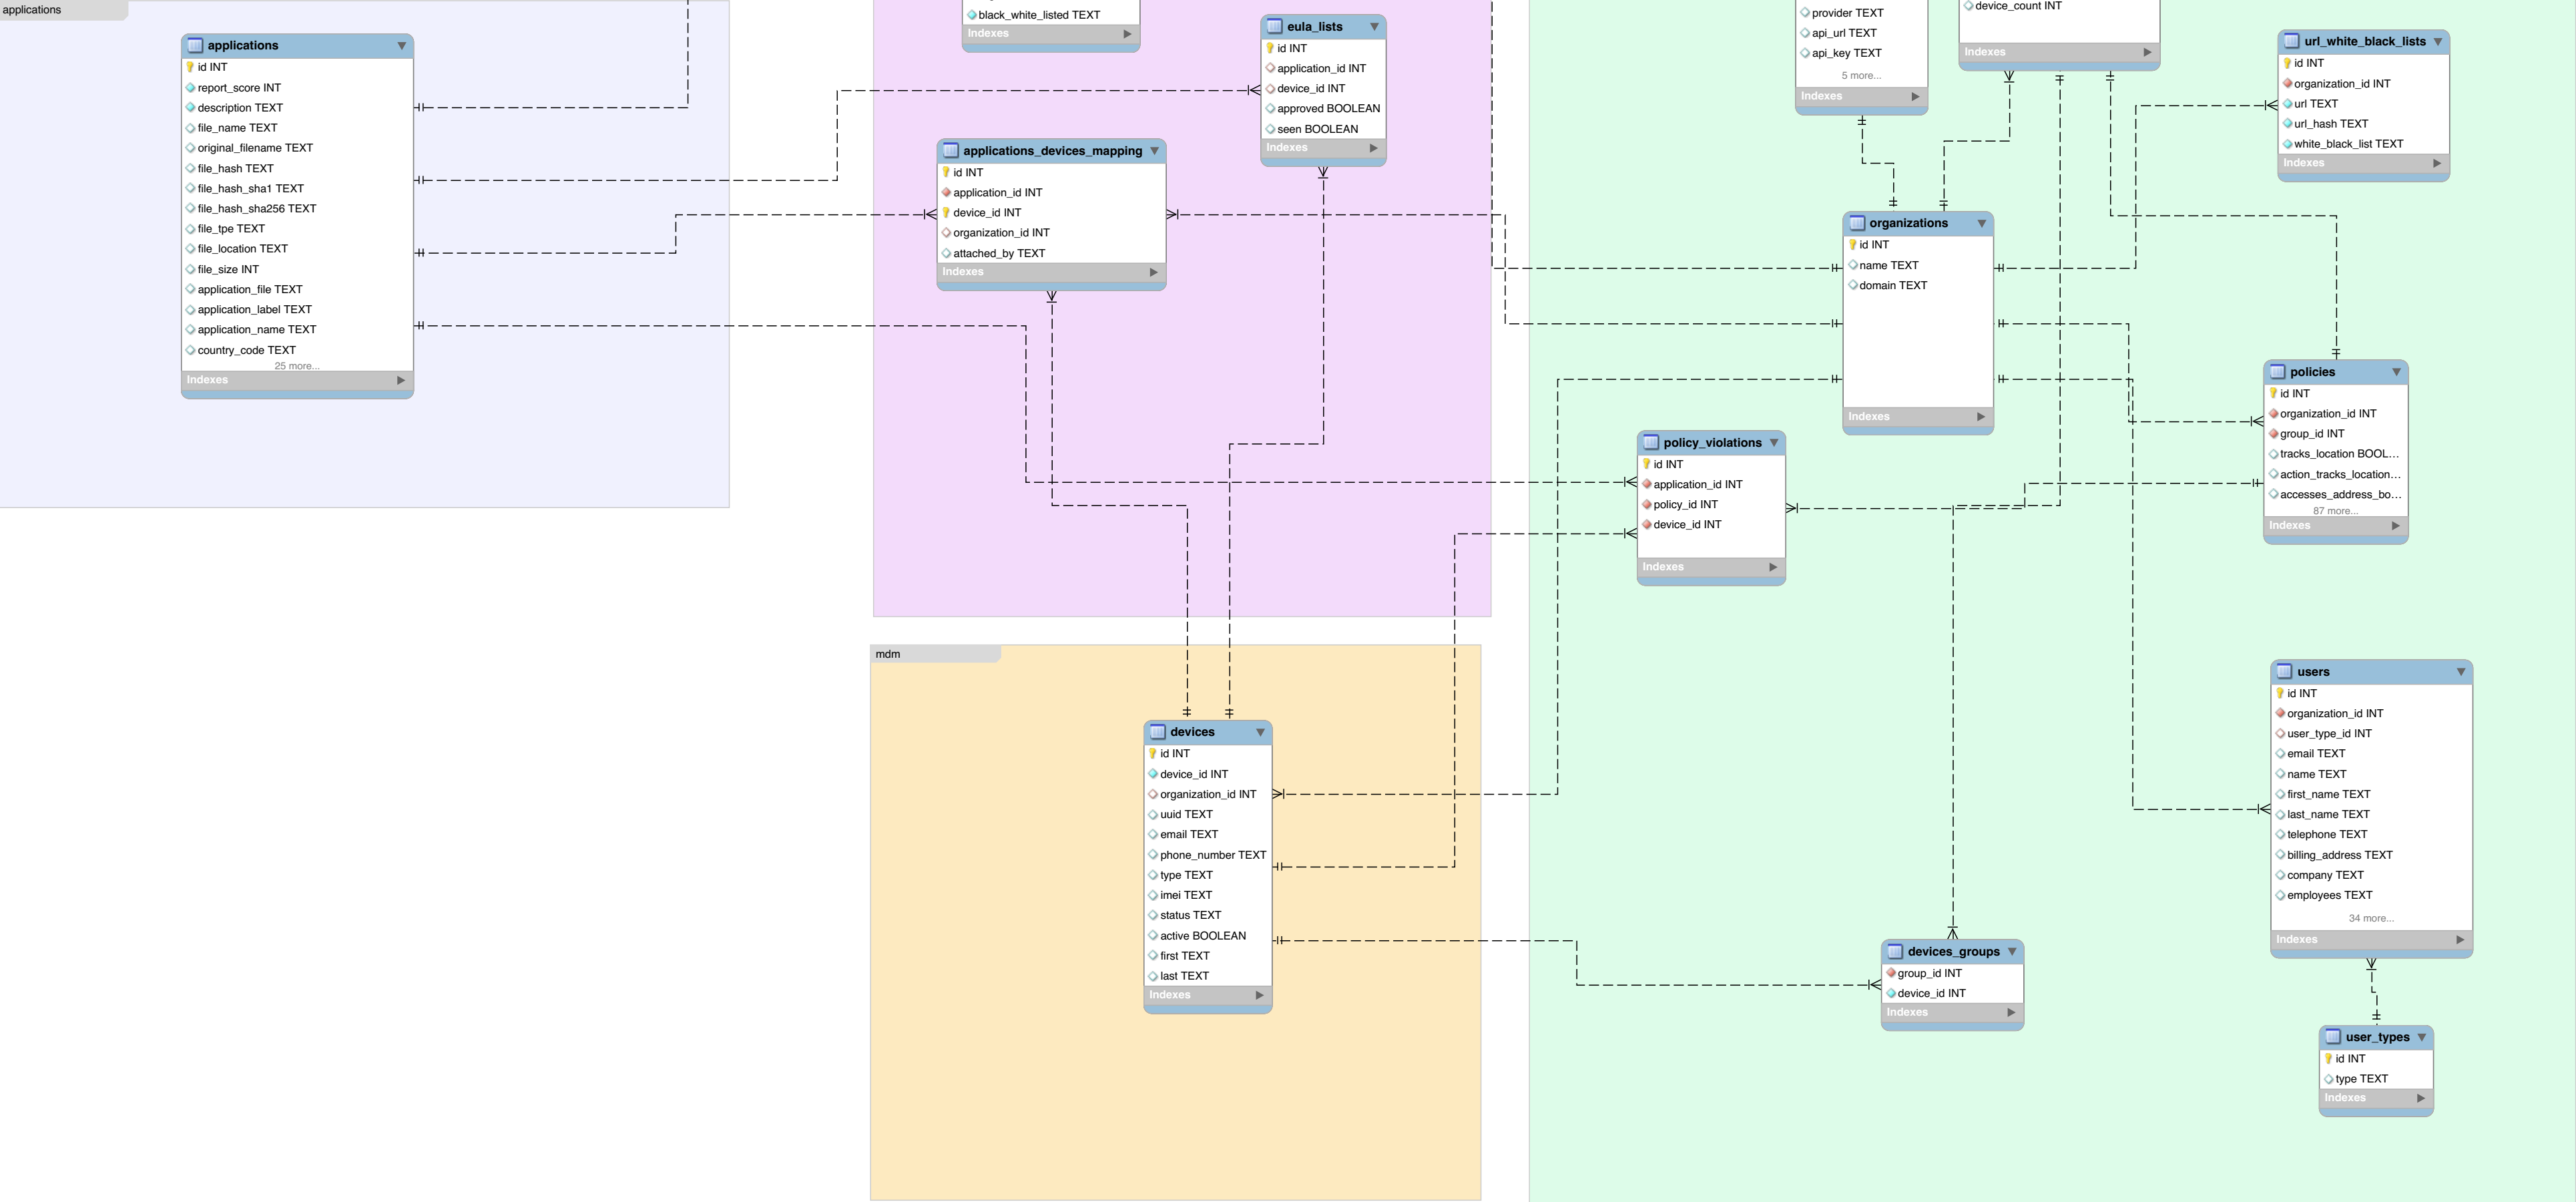 applications
applications
id INT
report_score INT
description TEXT
file_name TEXT
original_filename TEXT
file_hash TEXT
file_hash_sha1 TEXT
file_hash_sha256 TEXT
file_tpe TEXT
file_location TEXT
file_size INT
application_file TEXT
application_label TEXT
application_name TEXT
country_code TEXT
25 more...
Indexes
black_white_listed TEXT
Indexes
eula_lists
id INT
application_id INT
device_id INT
approved BOOLEAN
seen BOOLEAN
Indexes
applications_devices_mapping
id INT
application_id INT
device_id INT
organization_id INT
attached_by TEXT
Indexes
mdm
devices
id INT
device_id INT
organization_id INT
uuid TEXT
email TEXT
phone_number TEXT
type TEXT
imei TEXT
status TEXT
active BOOLEAN
first TEXT
last TEXT
Indexes
provider TEXT
api_url TEXT
api_key TEXT
5 more...
Indexes
device_count INT
Indexes
url_white_black_lists
id INT
organization_id INT
url TEXT
url_hash TEXT
white_black_list TEXT
Indexes
organizations
id INT
name TEXT
domain TEXT
Indexes
policies
id INT
organization_id INT
group_id INT
tracks_location BOOL...
action_tracks_location...
accesses_address_bo...
87 more...
Indexes
policy_violations
id INT
application_id INT
policy_id INT
device_id INT
Indexes
users
id INT
organization_id INT
user_type_id INT
email TEXT
name TEXT
first_name TEXT
last_name TEXT
telephone TEXT
billing_address TEXT
company TEXT
employees TEXT
34 more...
Indexes
devices_groups
group_id INT
device_id INT
Indexes
user_types
id INT
type TEXT
Indexes